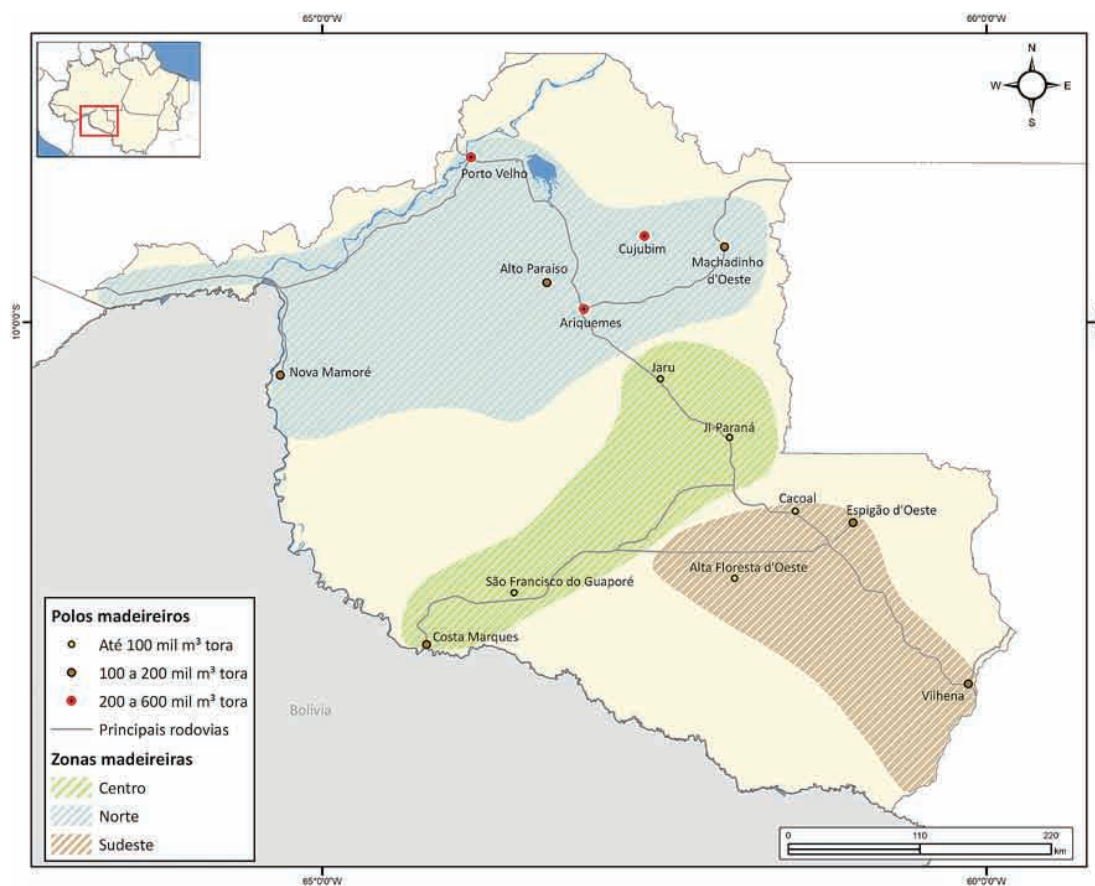 65°0'0"W
60°0'0"W
N
W
E
S
Porto Velho
Cujubim
Machadinho
d'Oeste
Alto Paraíso
Ariquemes
10°0'0"S
Nova Mamoré
Jaru
JI-Paraná
Cacoal
Espigão d'Oeste
Alta Floresta d'Oeste
São Francisco do Guaporé
Costa Marques
Vilhena
Bolívia
Polos madeireiros
Até 100 mil m³ tora
100 a 200 mil m³ tora
200 a 600 mil m³ tora
Principais rodovias
Zonas madeireiras
Centro
Norte
Sudeste
0
110
220
km
65°0'0"W
60°0'0"W